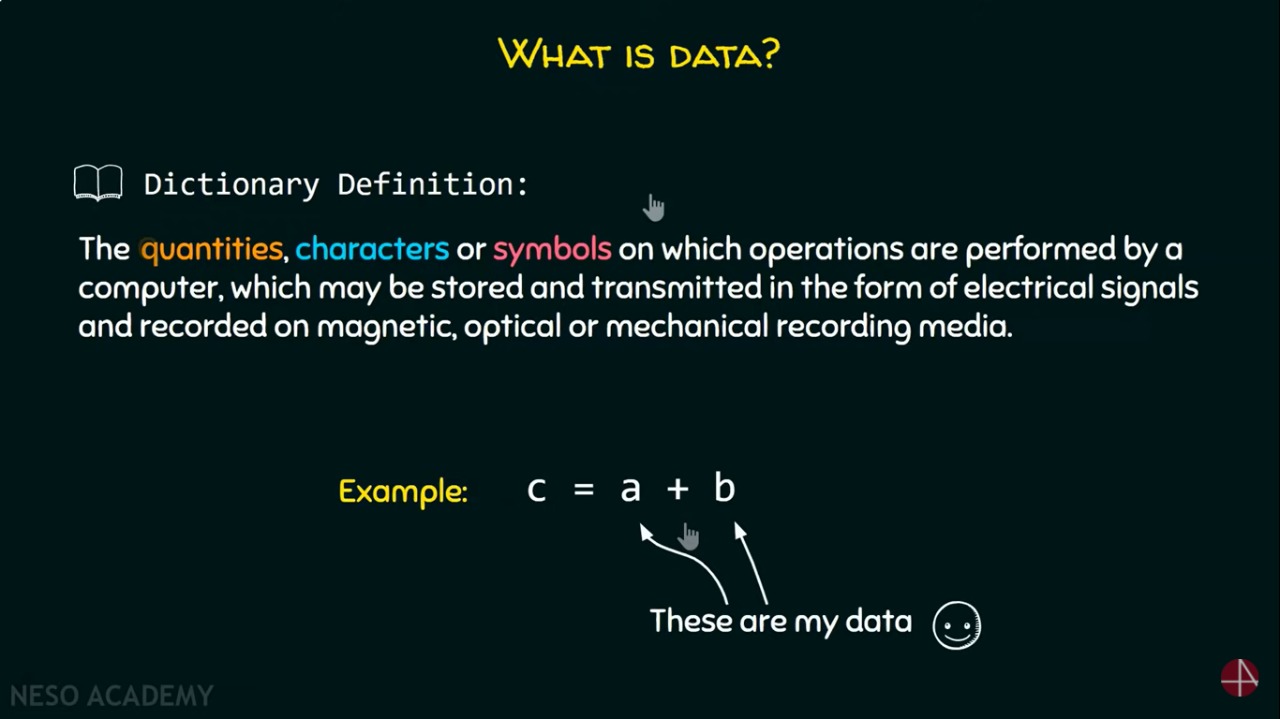 WHAT IS DATA?
Dictionary Definition:
The quantities, characters or symbols on which operations are performed by a
computer, which may be stored and transmitted in the form of electrical signals
and recorded on magnetic, optical or mechanical recording media.
Example: c = a + b
These are my data
NESO ACADEMY